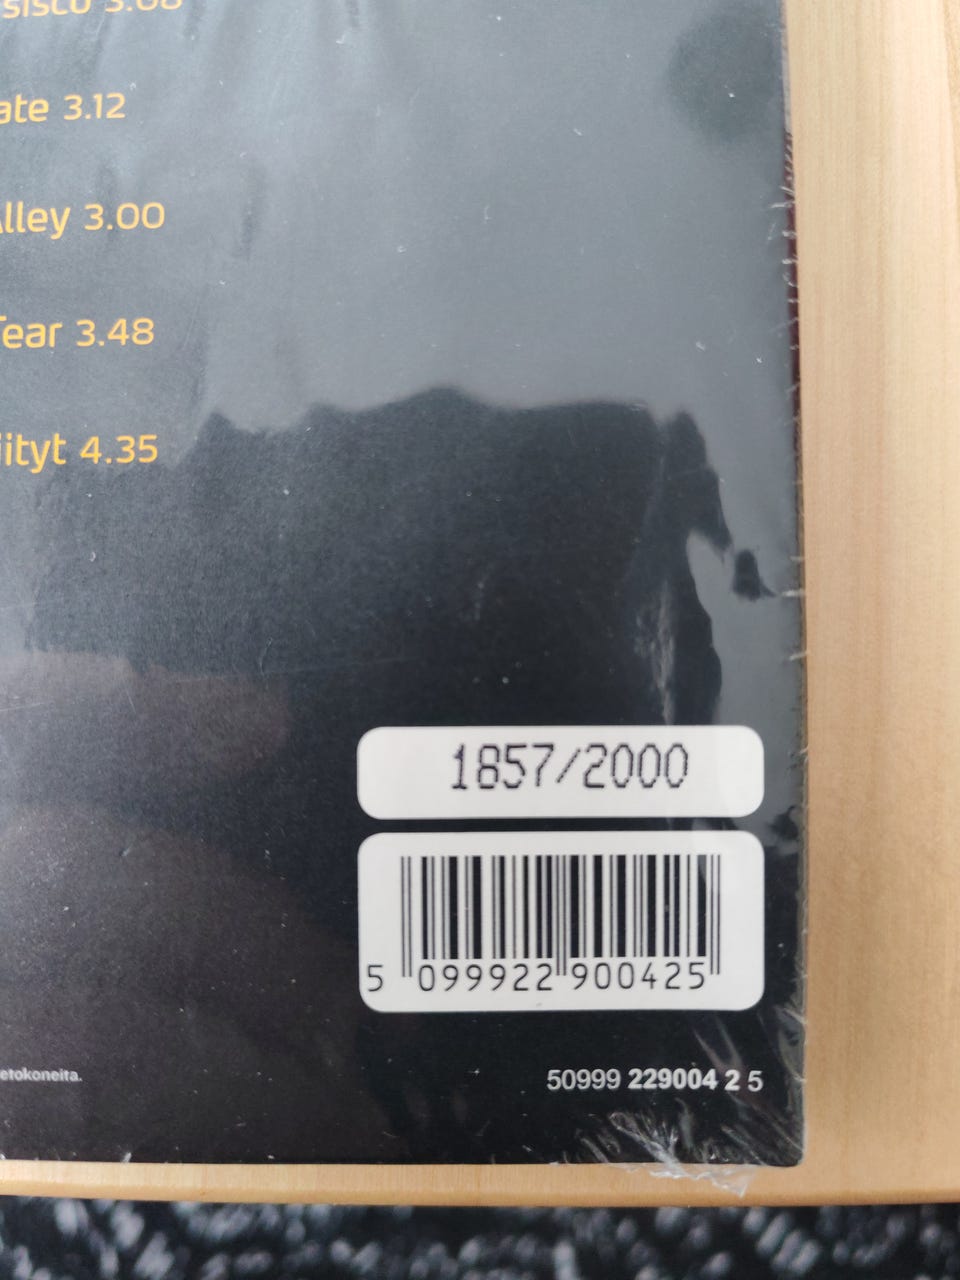 sisco 3.08
ate 3.12
Alley 3.00
Tear 3.48
iityt 4.35
1857/2000
5 099922 900425
etokoneita.
50999 229004 2 5